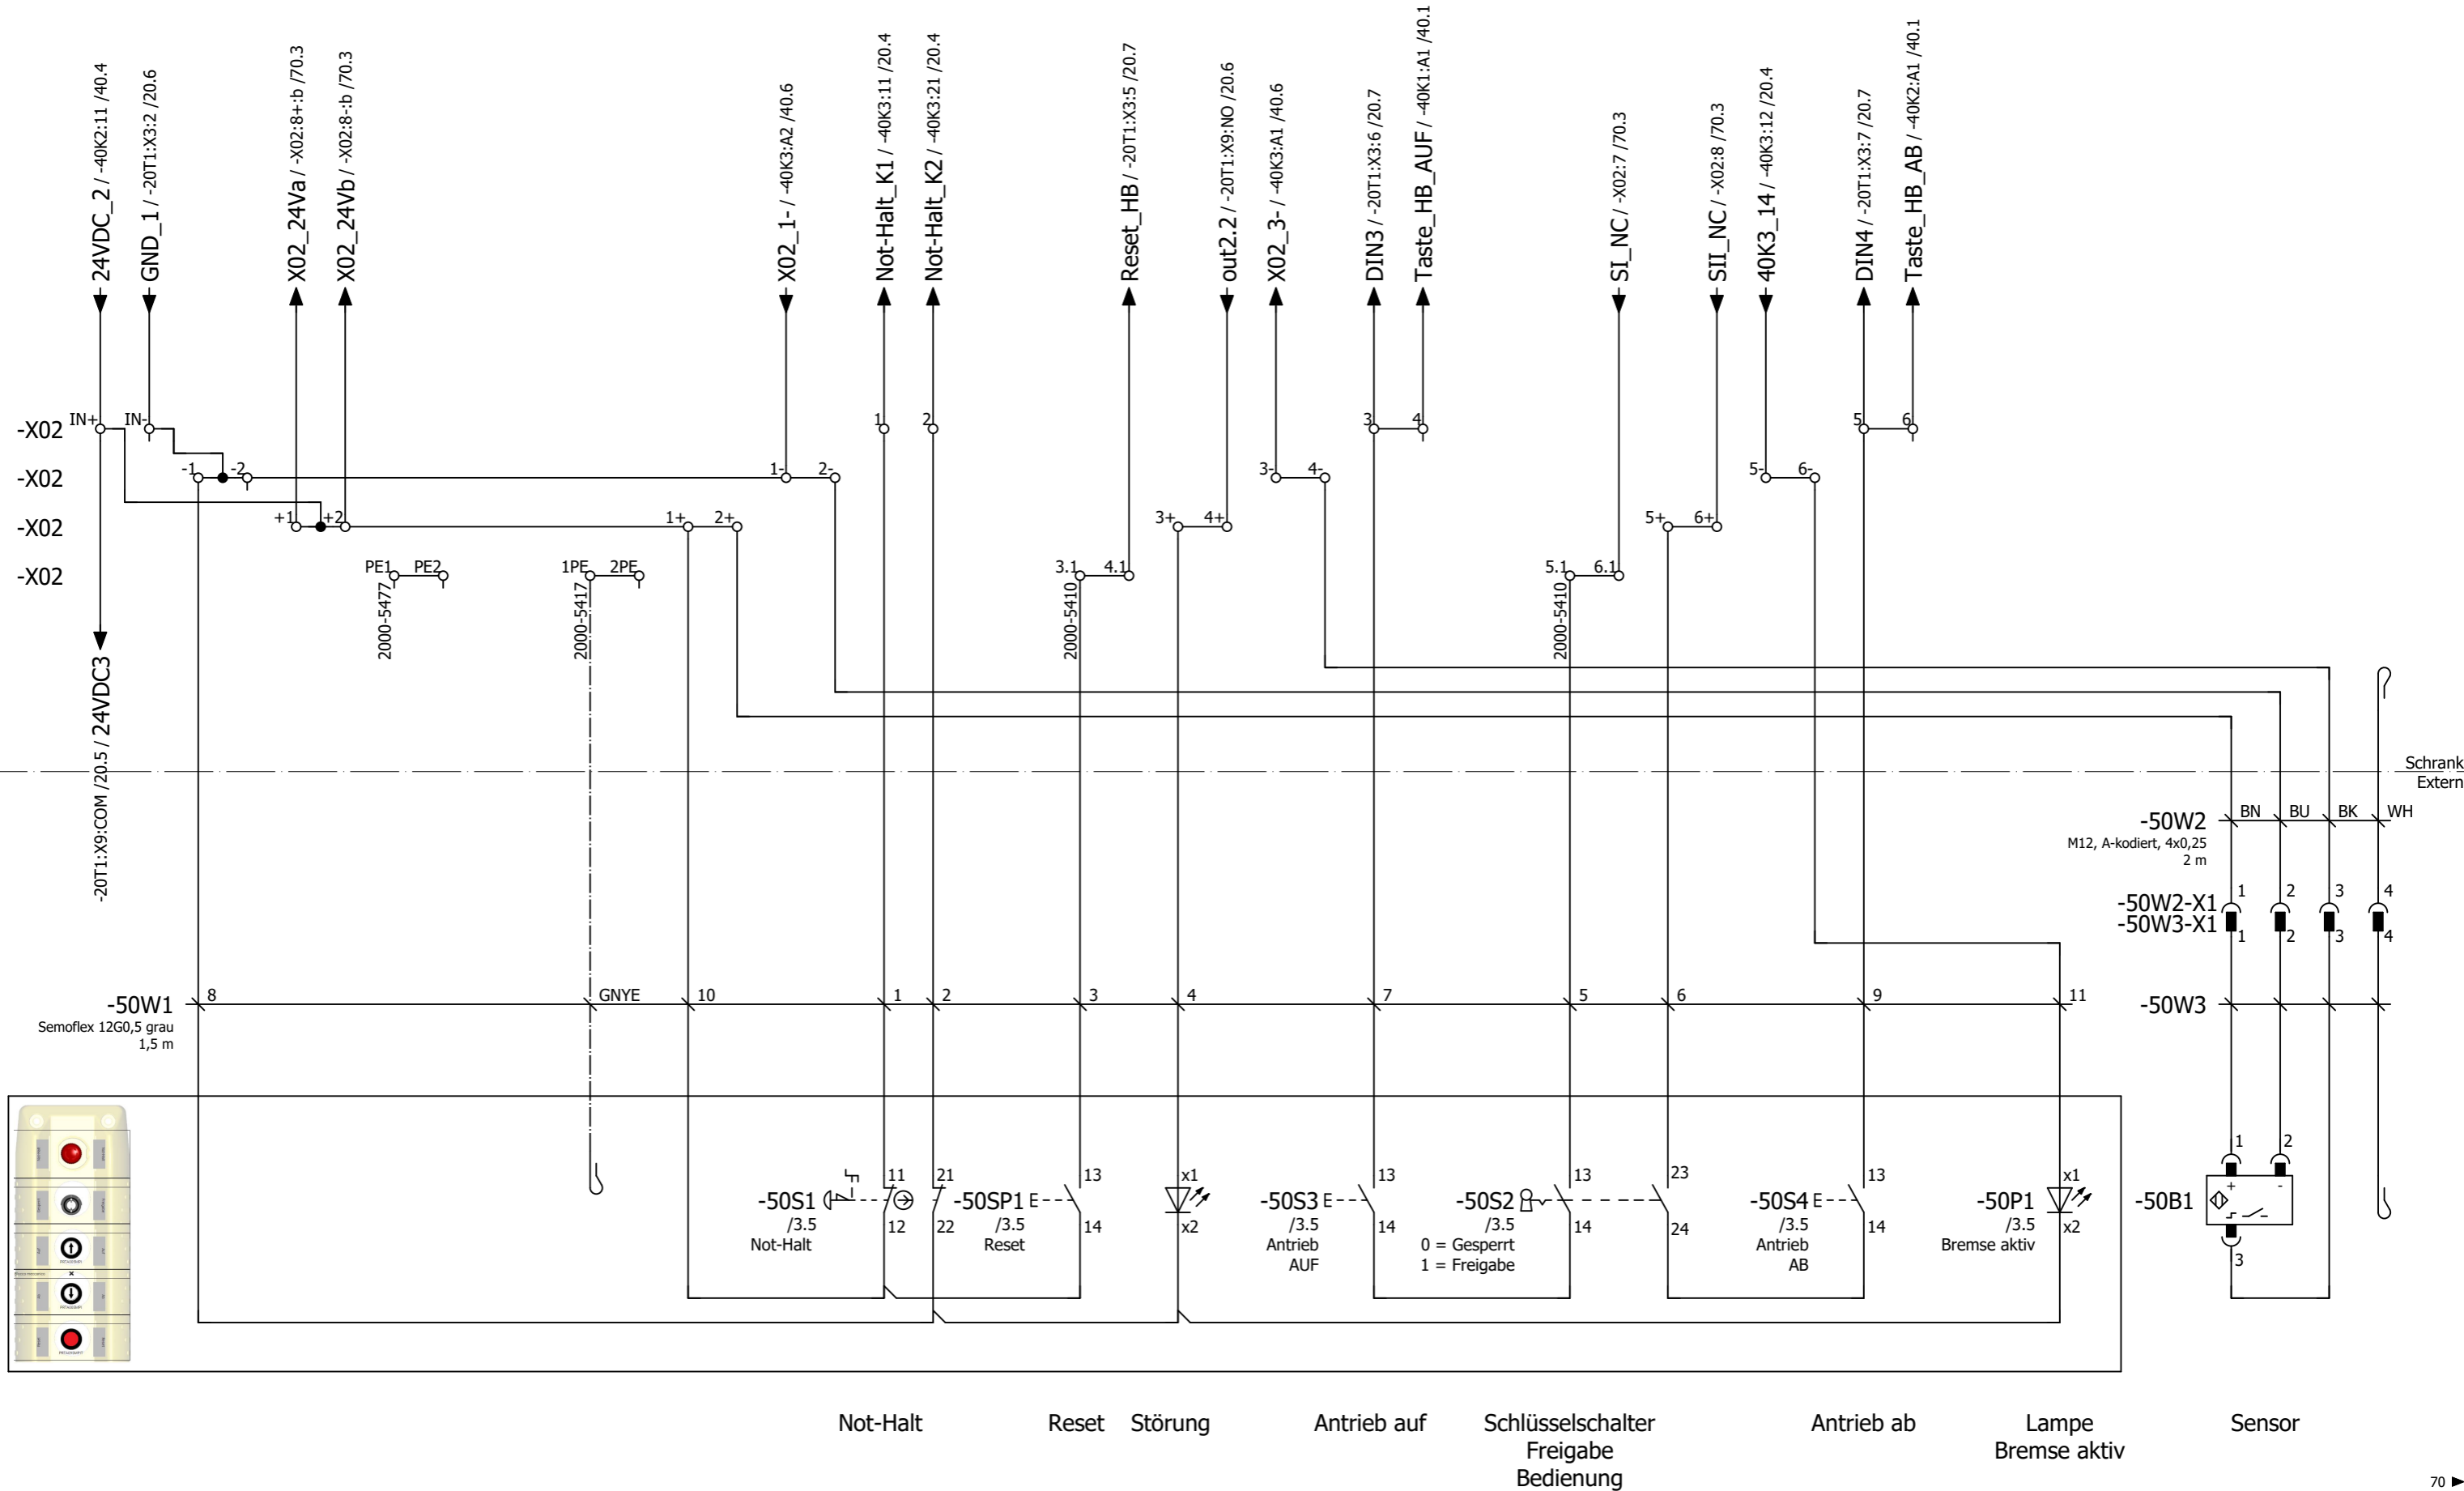 24VDC_2 / -40K2:11 /40.4
GND_1 / -20T1:X3:2 /20.6
X02_24Va / -X02:8+:b /70.3
X02_24Vb / -X02:8-:b /70.3
X02_1- / -40K3:A2 /40.6
Not-Halt_K1 / -40K3:11 /20.4
Not-Halt_K2 / -40K3:21 /20.4
Reset_HB / -20T1:X3:5 /20.7
out2.2 / -20T1:X9:NO /20.6
X02_3- / -40K3:A1 /40.6
DIN3 / -20T1:X3:6 /20.7
Taste_HB_AUF / -40K1:A1 /40.1
SI_NC / -X02:7 /70.3
SII_NC / -X02:8 /70.3
40K3_14 / -40K3:12 /20.4
DIN4 / -20T1:X3:7 /20.7
Taste_HB_AB / -40K2:A1 /40.1
-X02 IN+ IN- 1 2 3 4 5 6
-X02 -1 -2 1- 2- 3- 4- 5- 6-
-X02 +1 +2 1+ 2+ 3+ 4+ 5+ 6+
-X02 PE1 PE2 1PE 2PE 3.1 4.1 5.1 6.1
2000-5477
2000-5417
2000-5410
2000-5410
-20T1:X9:COM /20.5 / 24VDC3
Schrank
Extern
-50W2 BN BU BK WH
M12, A-kodiert, 4x0,25
2 m
1 2 3 4
-50W2-X1
-50W3-X1
1 2 3 4
-50W1 8 GNYE 10 1 2 3 4 7 5 6 9 11
Semoflex 12G0,5 grau
1,5 m
-50W3
-50S1
/3.5
Not-Halt
11 21
12 22
-50SP1 E
/3.5
Reset
13
14
x1
x2
-50S3 E
/3.5
Antrieb
AUF
13
14
-50S2
/3.5
0 = Gesperrt
1 = Freigabe
13 23
14 24
-50S4 E
/3.5
Antrieb
AB
13
14
-50P1
/3.5
Bremse aktiv
x1
x2
-50B1
1 2
+ -
3
Not-Halt
Reset
Störung
Antrieb auf
Schlüsselschalter
Freigabe
Bedienung
Antrieb ab
Lampe
Bremse aktiv
Sensor
70